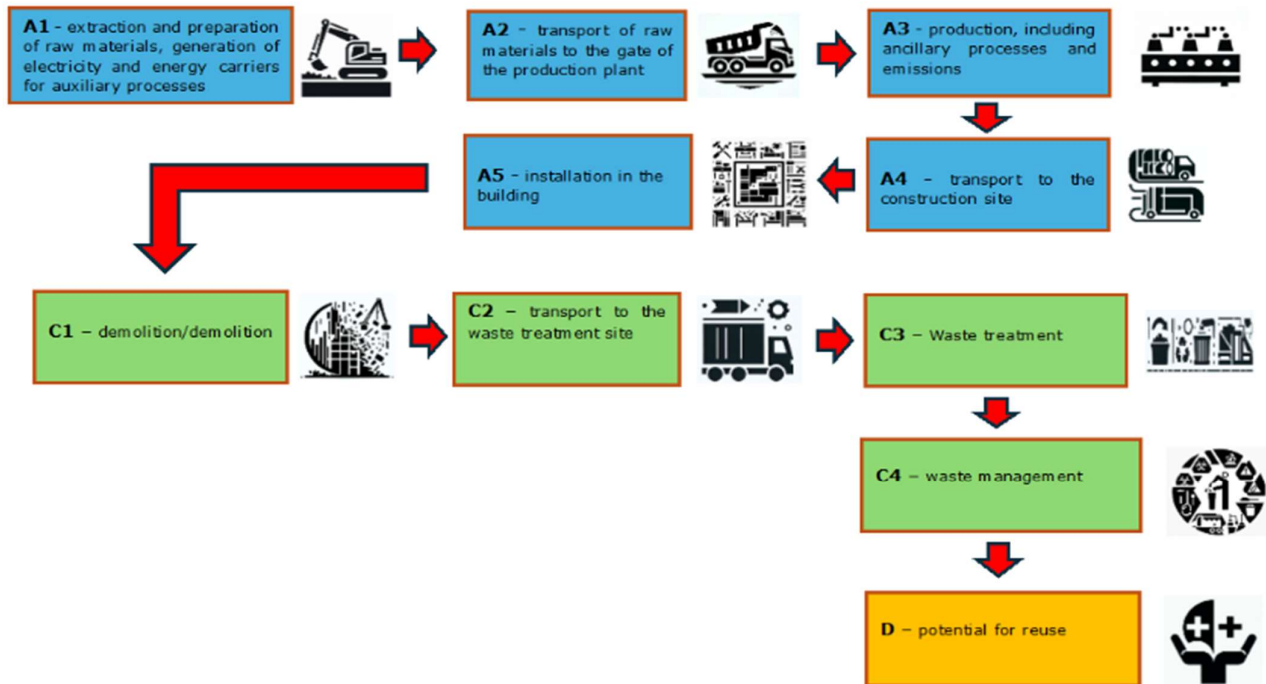 A1 - extraction and preparation
of raw materials, generation of
electricity and energy carriers
for auxiliary processes
A2 - transport of raw
materials to the gate of
the production plant
A3 - production, including
ancillary processes and
emissions
A5 - installation in the
building
A4 - transport to the
construction site
C1 – demolition/demolition
C2 – transport to the
waste treatment site
C3 – Waste treatment
C4 – waste management
D – potential for reuse